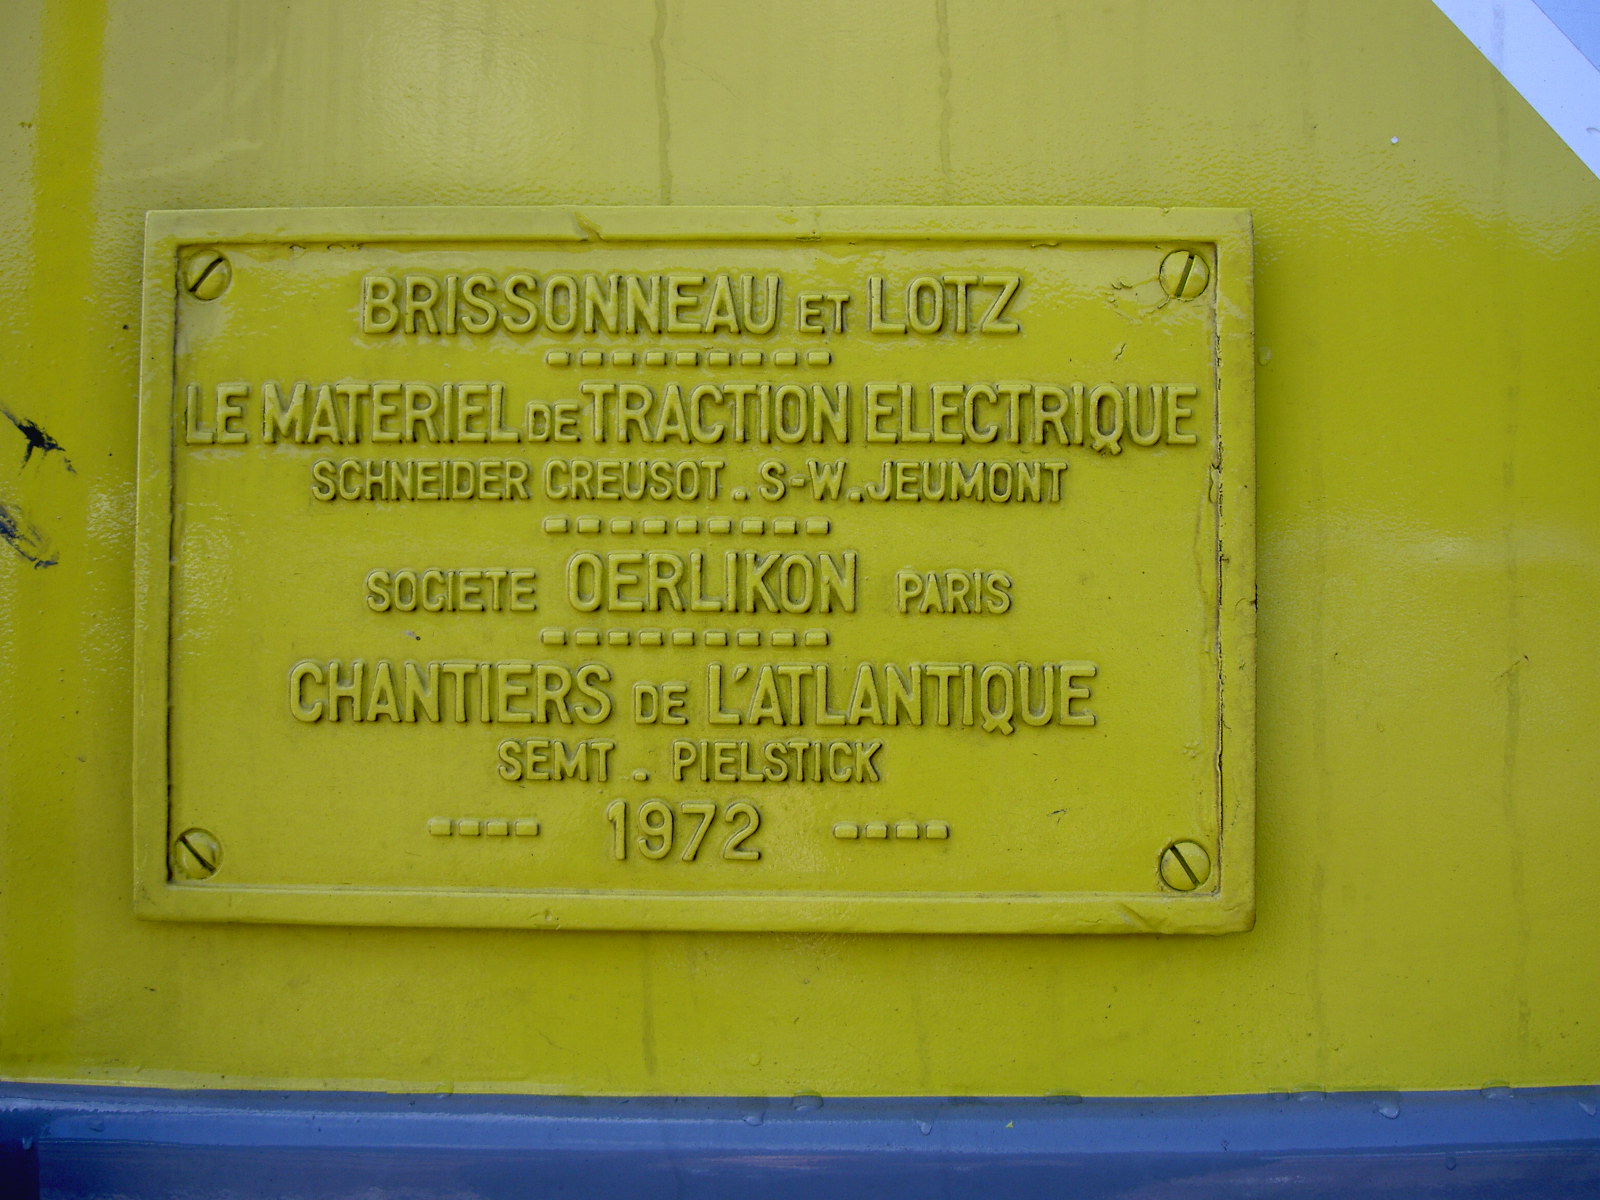 BRISSONNEAU ET LOTZ
LE MATERIEL DE TRACTION ELECTRIQUE
SCHNEIDER CREUSOT . S-W. JEUMONT
SOCIETE OERLIKON PARIS
CHANTIERS DE L'ATLANTIQUE
SEMT . PIELSTICK
1972